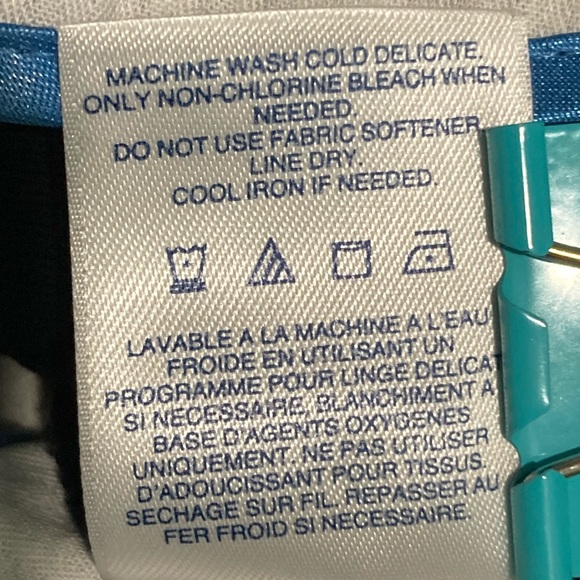 MACHINE WASH COLD DELICATE.
ONLY NON-CHLORINE BLEACH WHEN
NEEDED.
DO NOT USE FABRIC SOFTENER
LINE DRY.
COOL IRON IF NEEDED.
LAVABLE A LA MACHINE A L'EAU
FROIDE EN UTILISANT UN
PROGRAMME POUR LINGE DELICAT
SI NECESSAIRE, BLANCHIMENT A
BASE D'AGENTS OXYGENES
UNIQUEMENT. NE PAS UTILISER
D'ADOUCISSANT POUR TISSUS.
SECHAGE SUR FIL. REPASSER AU
FER FROID SI NECESSAIRE.